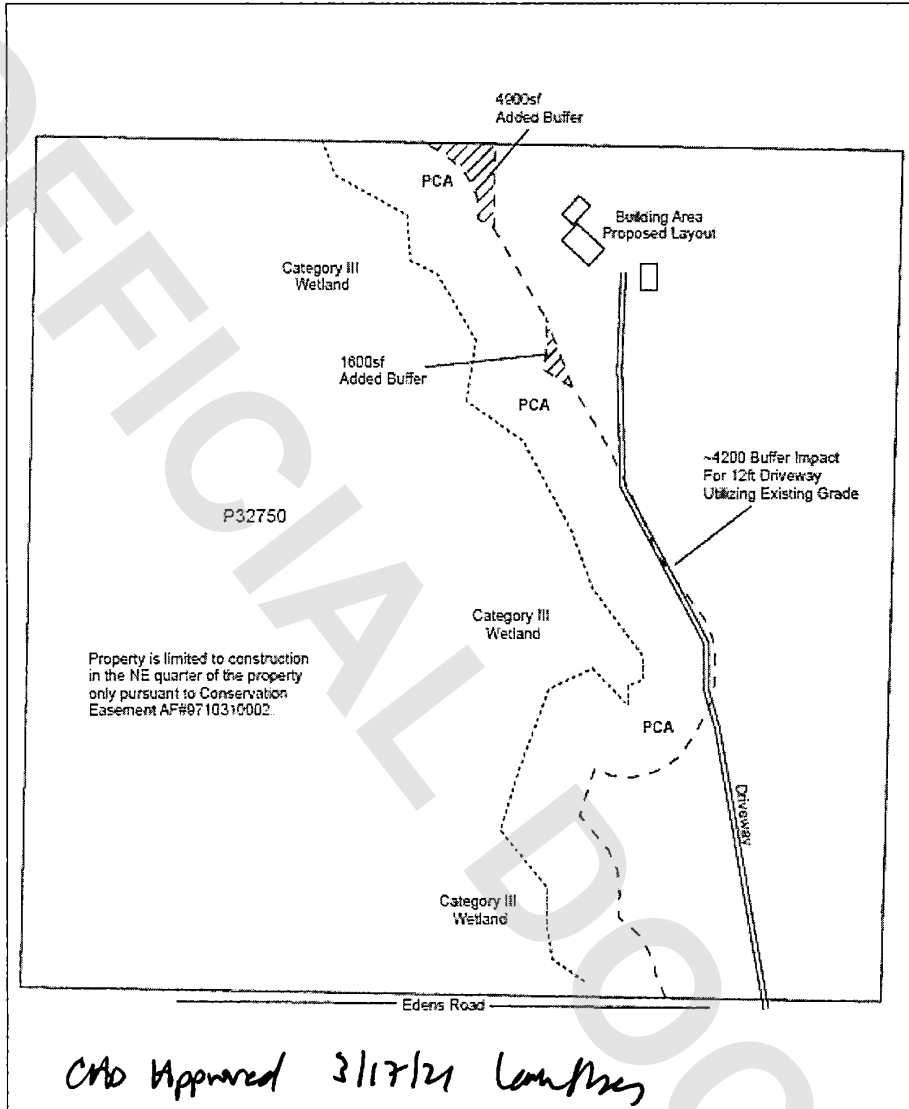 4900sf
Added Buffer
PCA
Building Area
Proposed Layout
Category III
Wetland
1600sf
Added Buffer
PCA
~4200 Buffer Impact
For 12ft Driveway
Utilizing Existing Grade
P32750
Category III
Wetland
Property is limited to construction
in the NE quarter of the property
only pursuant to Conservation
Easement AF#9710310002.
PCA
Driveway
Category III
Wetland
Edens Road
CAO Approved 3/17/21
OFFICIAL DOC